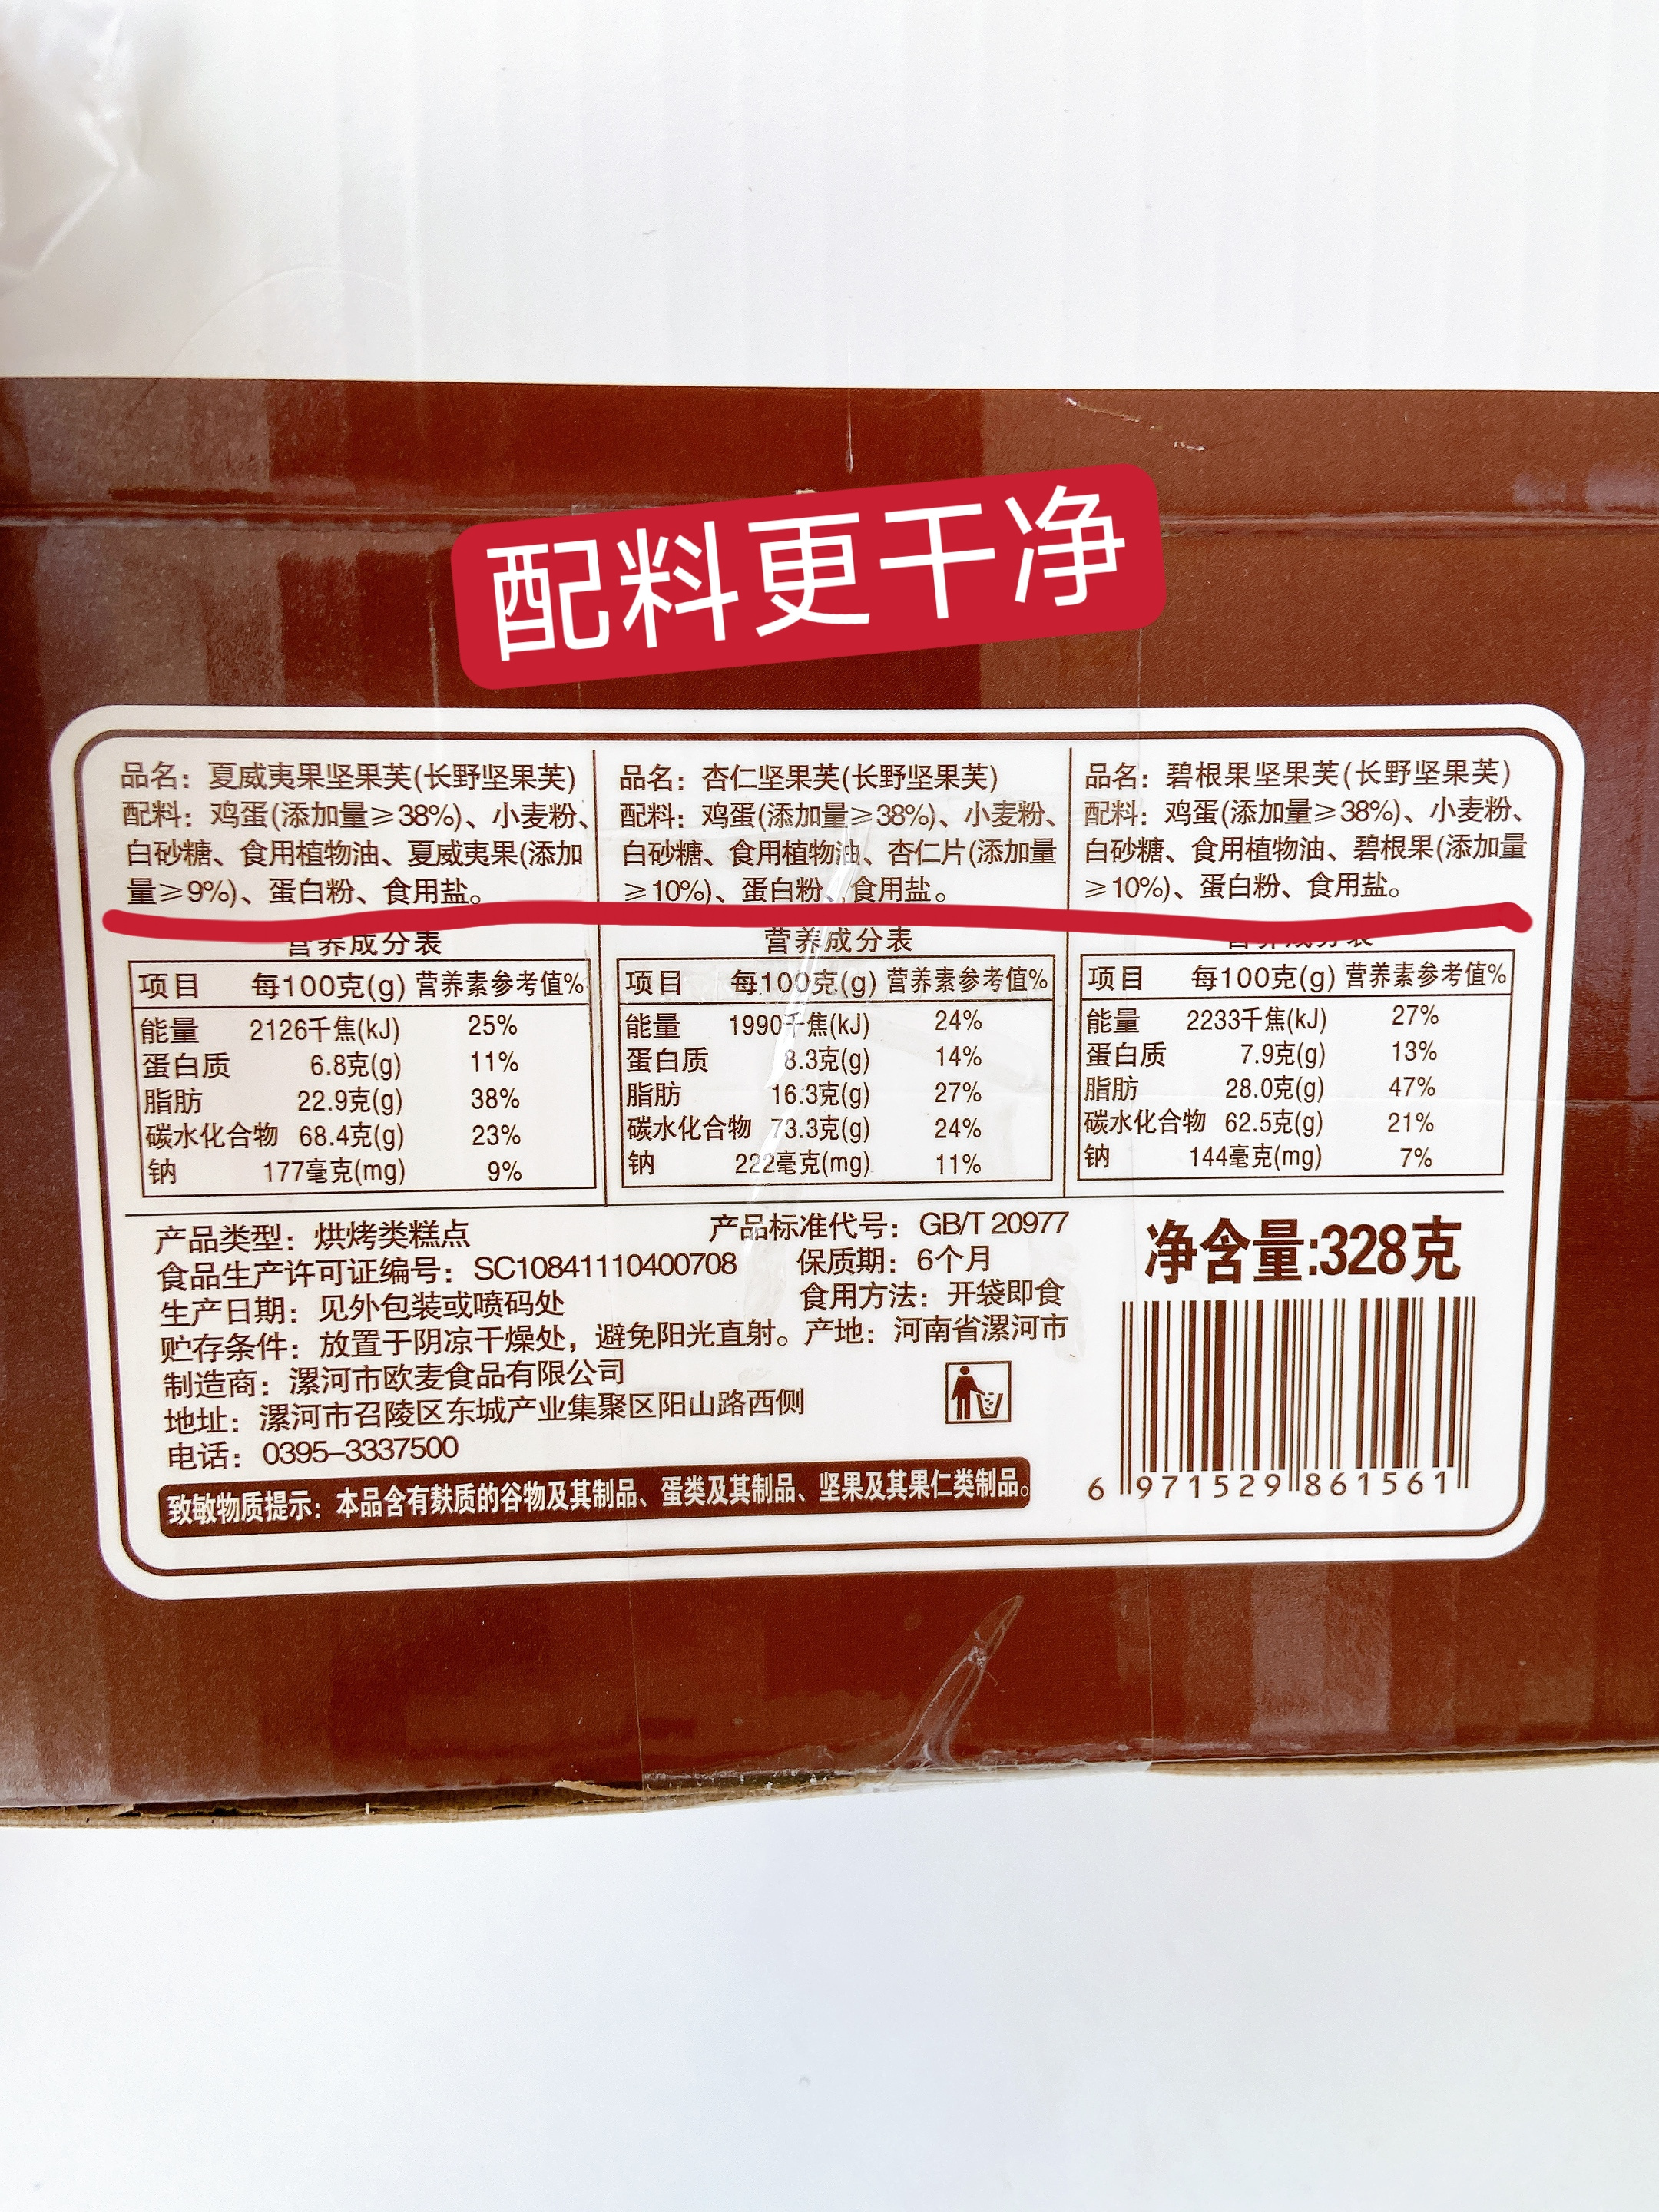 配料更干净
品名：夏威夷果坚果芙(长野坚果芙)
配料：鸡蛋(添加量≥38%)、小麦粉、
白砂糖、食用植物油、夏威夷果(添加
量≥9%)、蛋白粉、食用盐。
营养成分表
项目 每100克(g) 营养素参考值%
能量 2126千焦(kJ) 25%
蛋白质 6.8克(g) 11%
脂肪 22.9克(g) 38%
碳水化合物 68.4克(g) 23%
钠 177毫克(mg) 9%
品名：杏仁坚果芙(长野坚果芙)
配料：鸡蛋(添加量≥38%)、小麦粉、
白砂糖、食用植物油、杏仁片(添加量
≥10%)、蛋白粉、食用盐。
营养成分表
项目 每100克(g) 营养素参考值%
能量 1990千焦(kJ) 24%
蛋白质 8.3克(g) 14%
脂肪 16.3克(g) 27%
碳水化合物 73.3克(g) 24%
钠 222毫克(mg) 11%
品名：碧根果坚果芙(长野坚果芙)
配料：鸡蛋(添加量≥38%)、小麦粉、
白砂糖、食用植物油、碧根果(添加量
≥10%)、蛋白粉、食用盐。
营养成分表
项目 每100克(g) 营养素参考值%
能量 2233千焦(kJ) 27%
蛋白质 7.9克(g) 13%
脂肪 28.0克(g) 47%
碳水化合物 62.5克(g) 21%
钠 144毫克(mg) 7%
产品类型：烘烤类糕点 产品标准代号：GB/T 20977
食品生产许可证编号：SC10841110400708 保质期：6个月
生产日期：见外包装或喷码处 食用方法：开袋即食
贮存条件：放置于阴凉干燥处，避免阳光直射。产地：河南省漯河市
制造商：漯河市欧麦食品有限公司
地址：漯河市召陵区东城产业集聚区阳山路西侧
电话：0395–3337500
致敏物质提示：本品含有麸质的谷物及其制品、蛋类及其制品、坚果及其果仁类制品。
净含量:328克
6 971529 861561